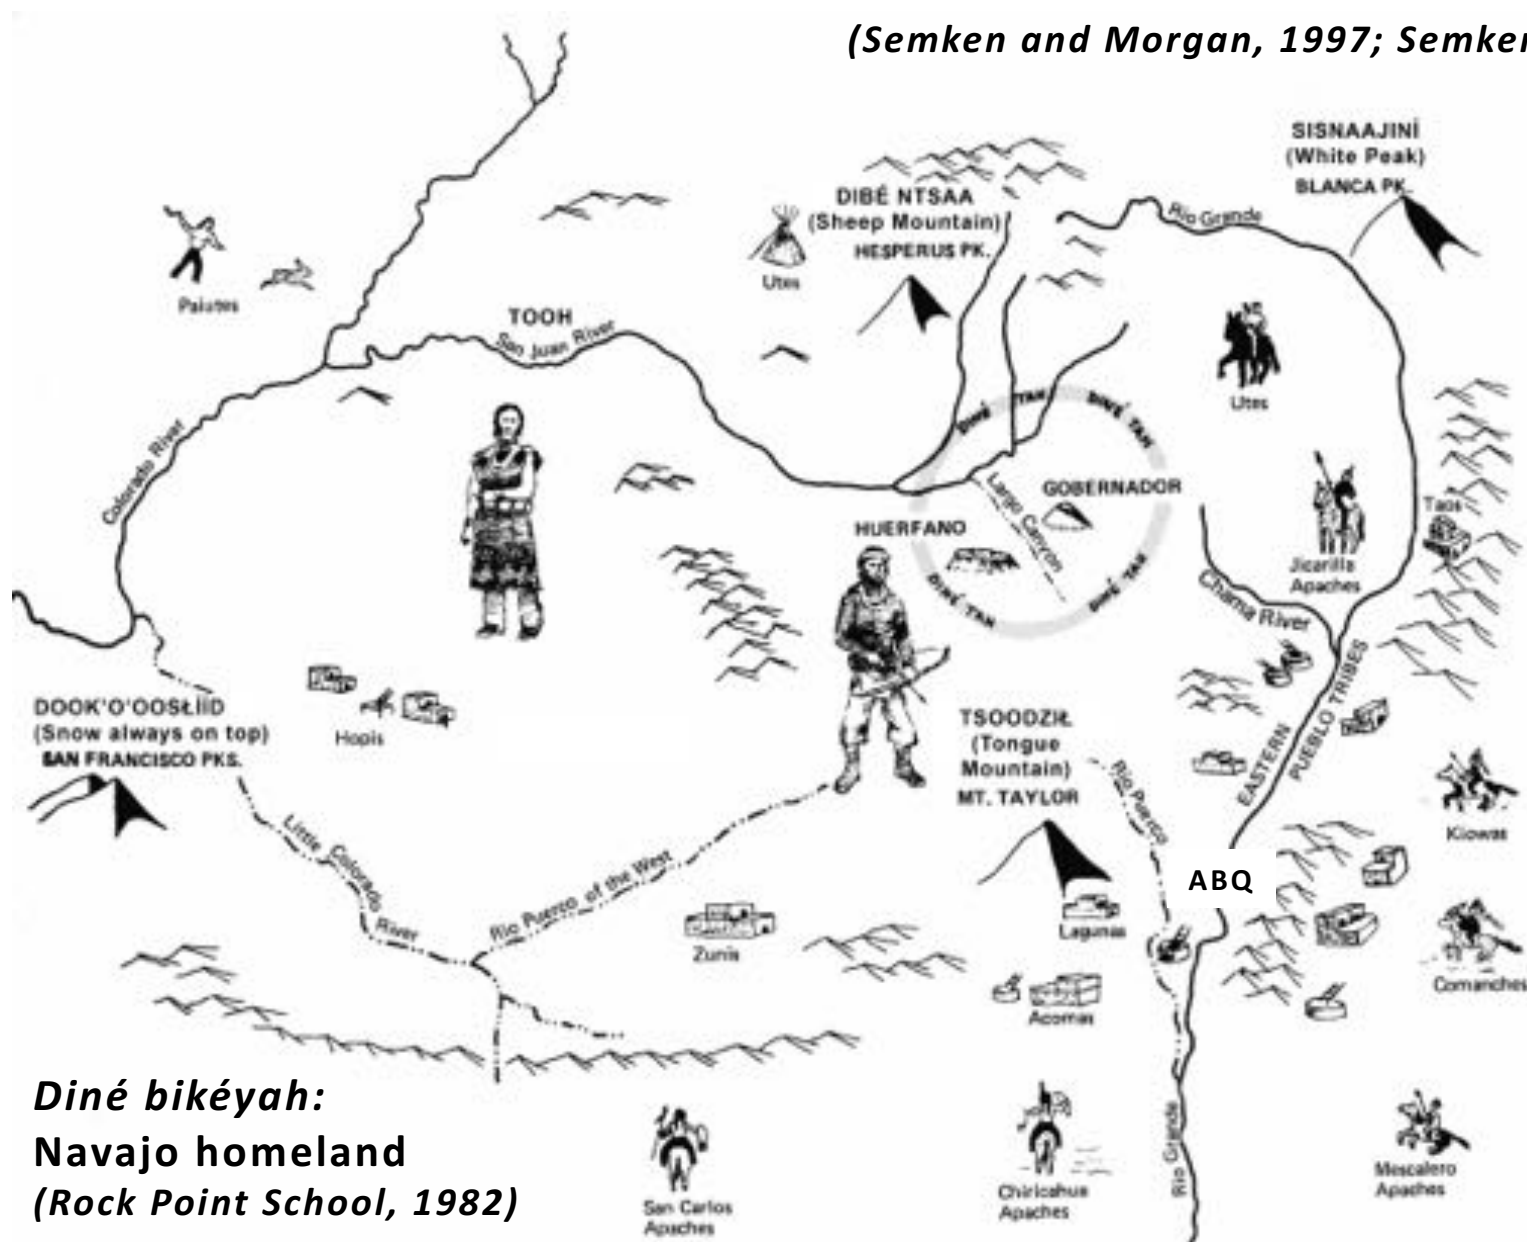 (Semken and Morgan, 1997; Semken
SISNAAJINÍ
(White Peak)
BLANCA PK.
DIBÉ NTSAA
(Sheep Mountain)
HESPERUS PK.
Rio Grande
Paiutes
Utes
TOOH
San Juan River
Utes
Colorado River
DINÉ TAH
DINÉ TAH
Largo Canyon
GOBERNADOR
HUERFANO
Taos
Jicarilla
Apaches
DINÉ TAH
DINÉ TAH
Chama River
DOOK'O'OOSŁÍÍD
(Snow always on top)
SAN FRANCISCO PKS.
Hopis
TSOODZIŁ
(Tongue
Mountain)
MT. TAYLOR
Rio Puerco
EASTERN
PUEBLO TRIBES
Kiowas
Little Colorado River
Rio Puerco of the West
ABQ
Zunis
Lagunas
Acomas
Comanches
Diné bikéyah:
Navajo homeland
(Rock Point School, 1982)
San Carlos
Apaches
Chiricahua
Apaches
Rio Grande
Mescalero
Apaches